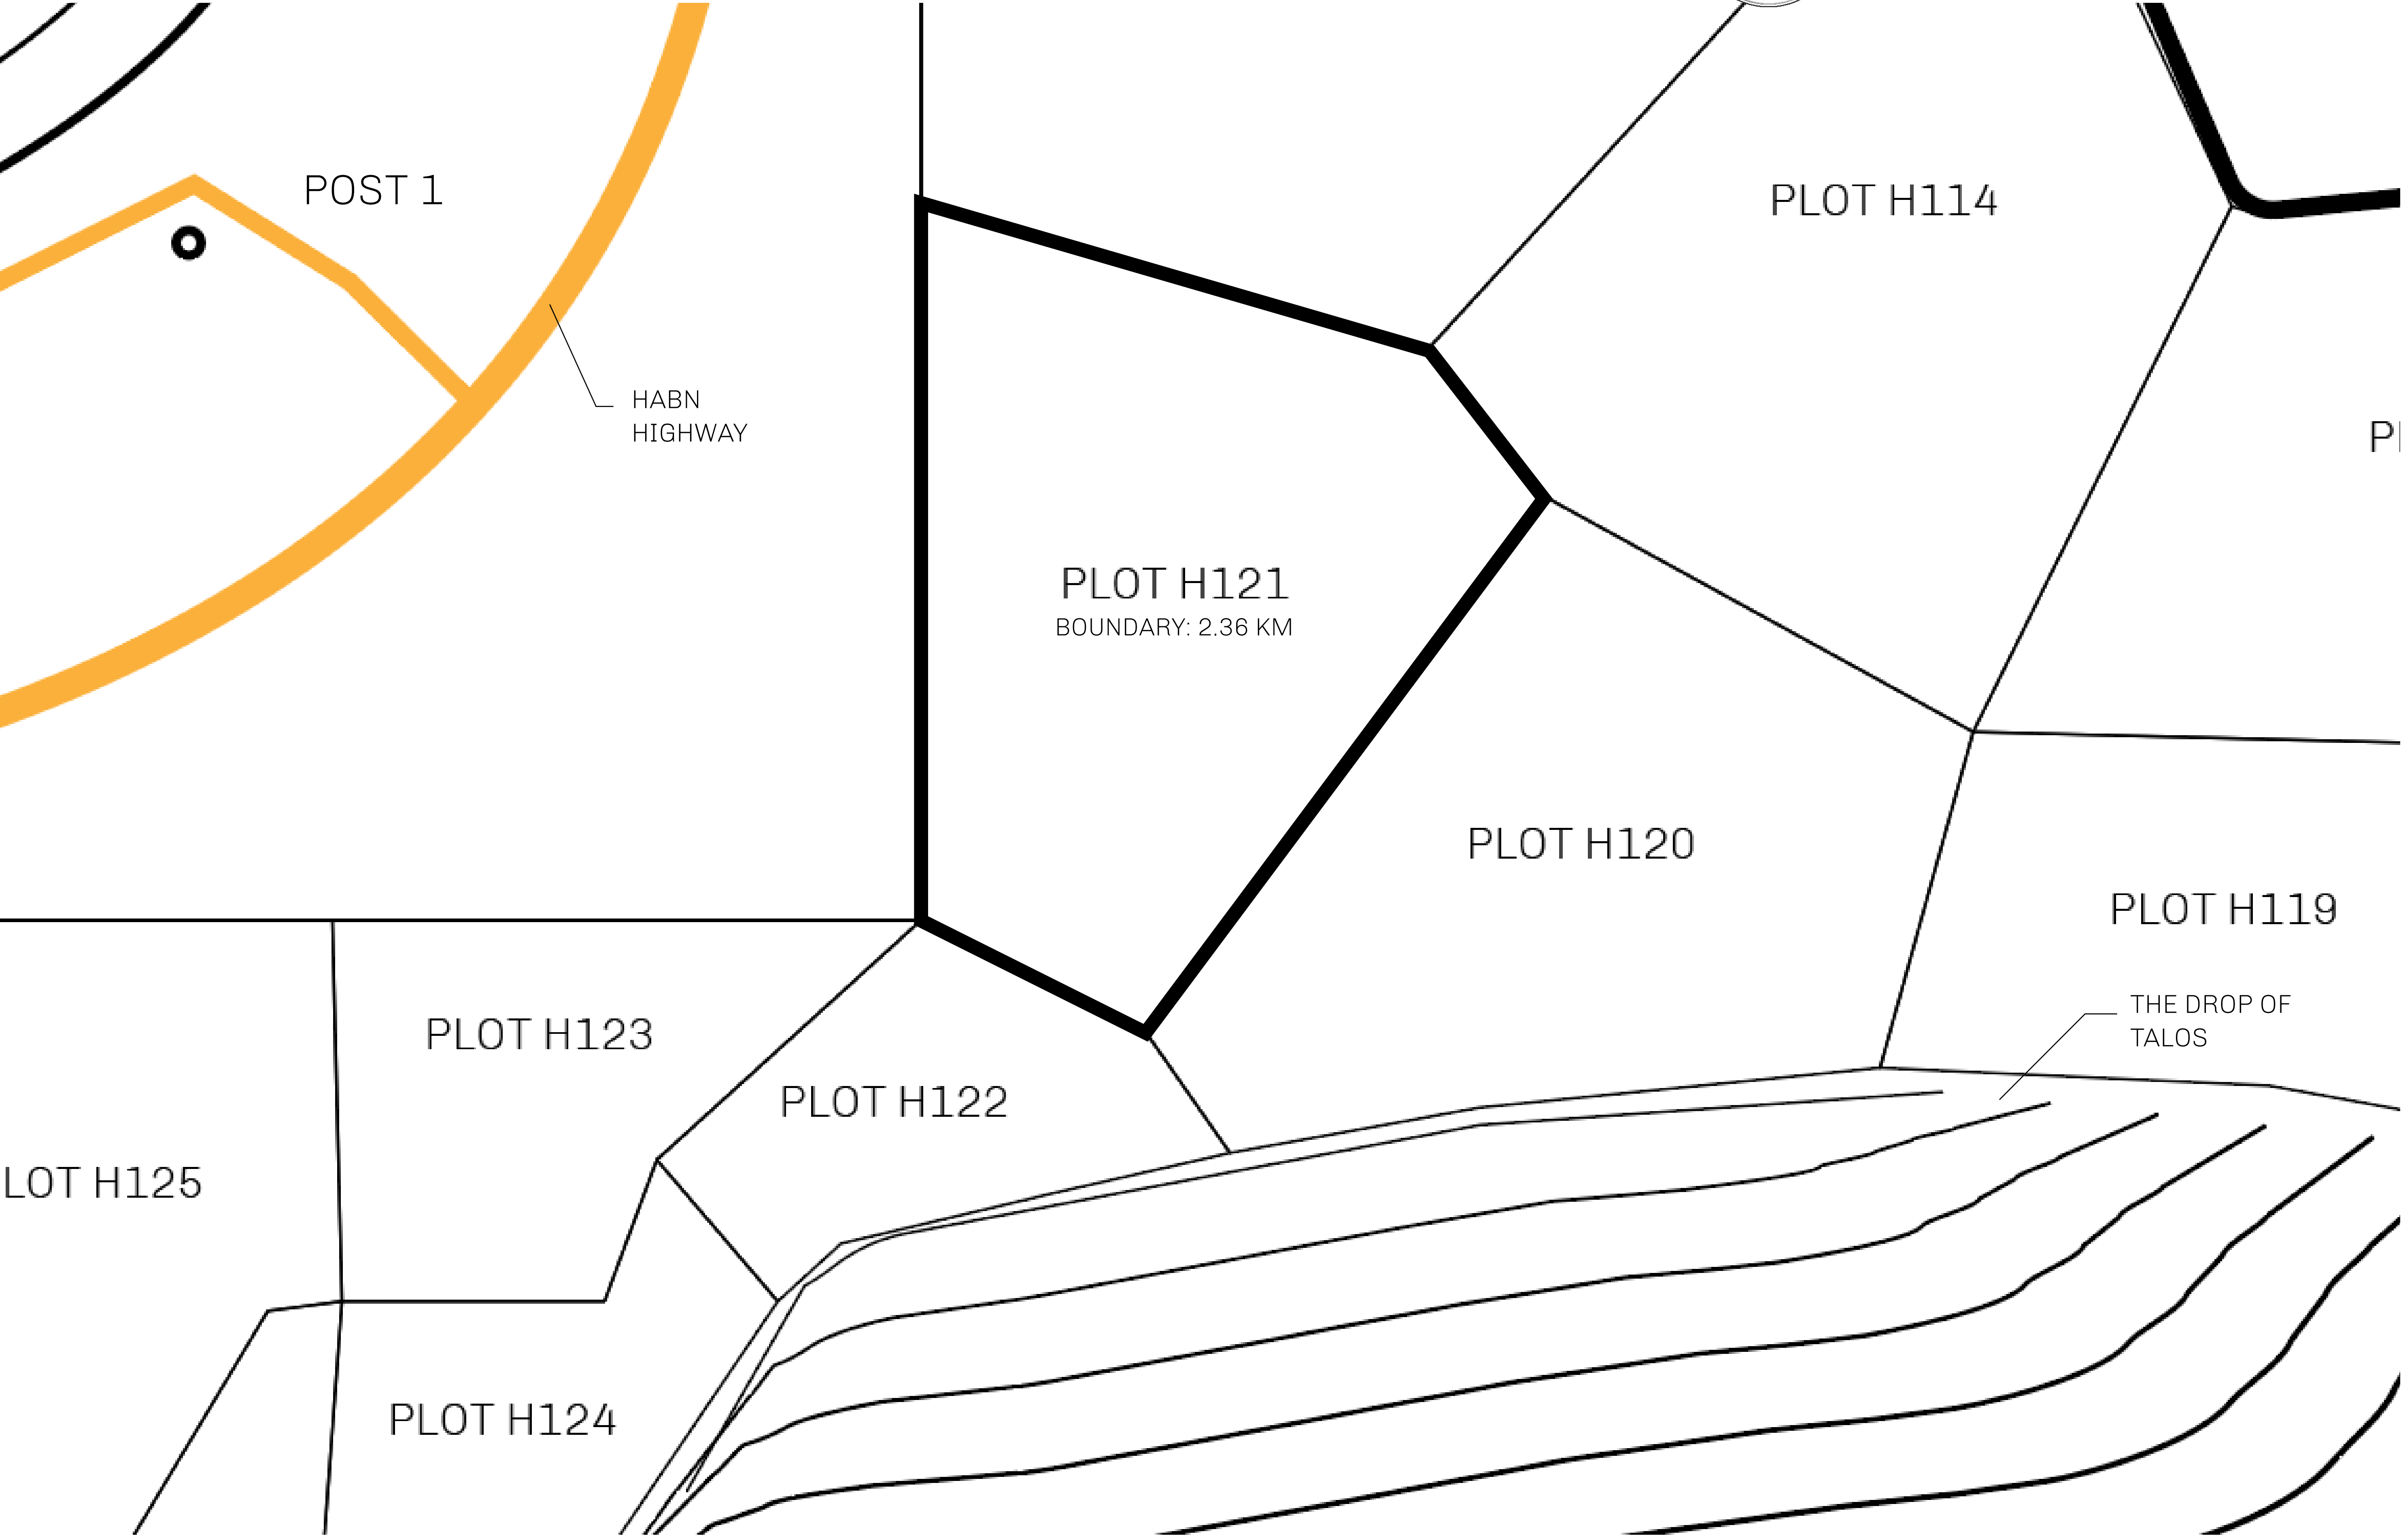 POST 1
PLOT H114
HABN
HIGHWAY
PLOT H121
BOUNDARY: 2.36 KM
PLOT H120
PLOT H119
THE DROP OF
TALOS
PLOT H123
PLOT H122
LOT H125
PLOT H124